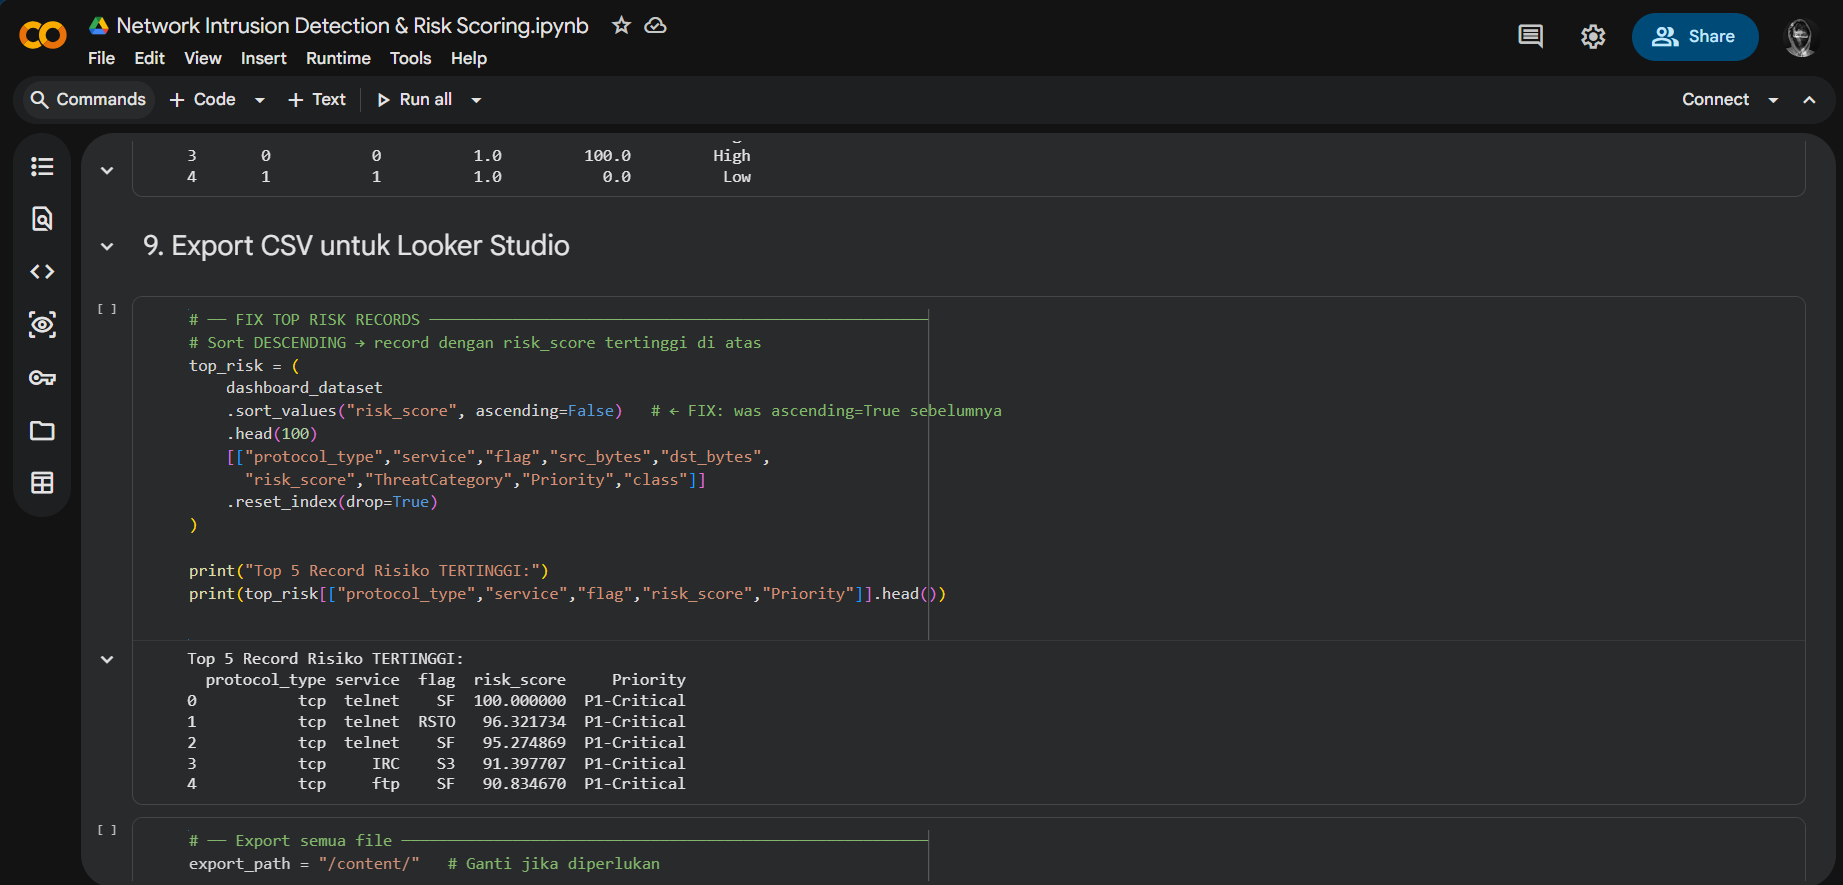 Network Intrusion Detection & Risk Scoring.ipynb
File Edit View Insert Runtime Tools Help
Share
Commands + Code + Text Run all
Connect
3 0 0 1.0 100.0 High
4 1 1 1.0 0.0 Low
9. Export CSV untuk Looker Studio
[ ]
# —— FIX TOP RISK RECORDS ——————————
# Sort DESCENDING → record dengan risk_score tertinggi di atas
top_risk = (
    dashboard_dataset
    .sort_values("risk_score", ascending=False)   # ← FIX: was ascending=True sebelumnya
    .head(100)
    [["protocol_type","service","flag","src_bytes","dst_bytes",
      "risk_score","ThreatCategory","Priority","class"]]
    .reset_index(drop=True)
)
print("Top 5 Record Risiko TERTINGGI:")
print(top_risk[["protocol_type","service","flag","risk_score","Priority"]].head())
Top 5 Record Risiko TERTINGGI:
protocol_type service flag risk_score Priority
0 tcp telnet SF 100.000000 P1-Critical
1 tcp telnet RSTO 96.321734 P1-Critical
2 tcp telnet SF 95.274869 P1-Critical
3 tcp IRC S3 91.397707 P1-Critical
4 tcp ftp SF 90.834670 P1-Critical
[ ]
# —— Export semua file ——————————
export_path = "/content/"   # Ganti jika diperlukan